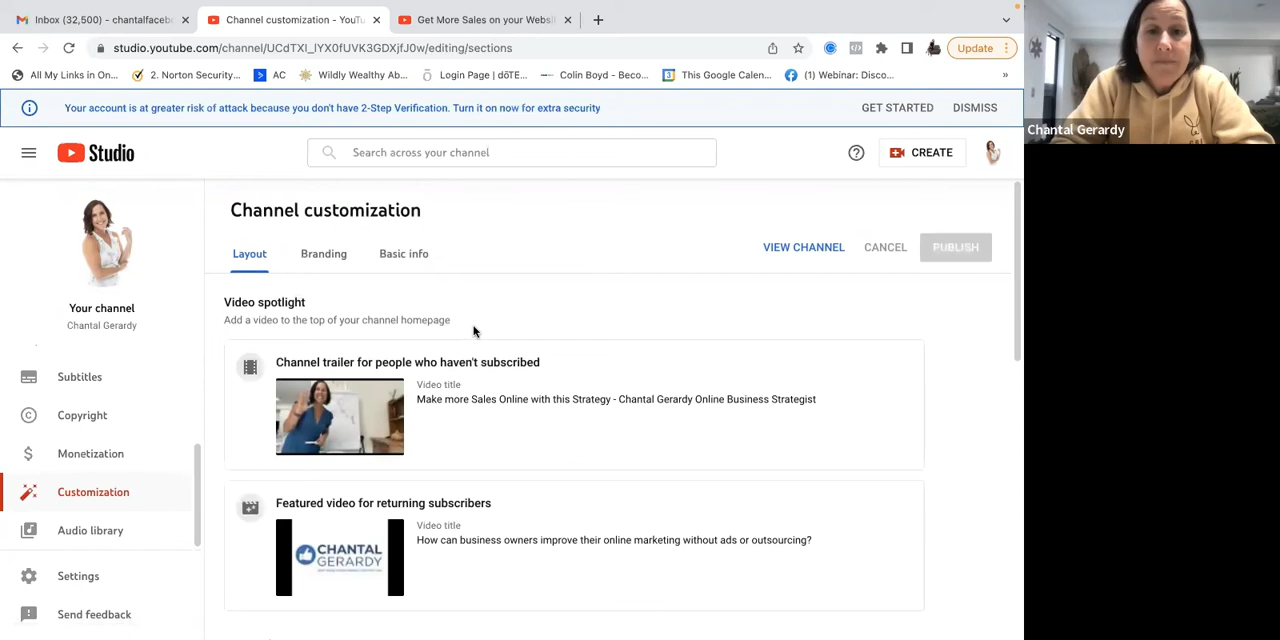 Inbox (32,500) - chantalfaceb
Channel customization - YouTu
Get More Sales on your Websi
studio.youtube.com/channel/UCdTXI_lYX0fUVK3GDXjfJ0w/editing/sections
Update
All My Links in On...
2. Norton Security...
AC
Wildly Wealthy Ab...
Login Page | dōTE...
Colin Boyd - Beco...
This Google Calen...
(1) Webinar: Disco...
»
Your account is at greater risk of attack because you don't have 2-Step Verification. Turn it on now for extra security
GET STARTED
DISMISS
Chantal Gerardy
Studio
Search across your channel
CREATE
Channel customization
Layout
Branding
Basic info
VIEW CHANNEL
CANCEL
PUBLISH
Your channel
Chantal Gerardy
Subtitles
Copyright
Monetization
Customization
Audio library
Settings
Send feedback
Video spotlight
Add a video to the top of your channel homepage
Channel trailer for people who haven't subscribed
Video title
Make more Sales Online with this Strategy - Chantal Gerardy Online Business Strategist
Featured video for returning subscribers
Video title
How can business owners improve their online marketing without ads or outsourcing?
CHANTAL
GERARDY